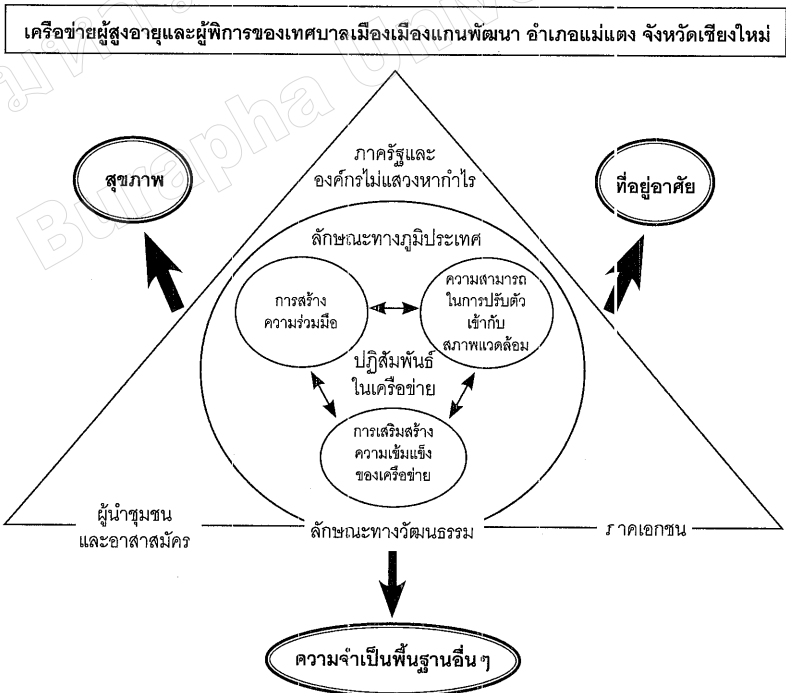 เครือข่ายผู้สูงอายุและผู้พิการของเทศบาลเมืองเมืองแกนพัฒนา อำเภอแม่แตง จังหวัดเชียงใหม่
ภาครัฐและ
องค์กรไม่แสวงหากำไร
สุขภาพ
ที่อยู่อาศัย
ลักษณะทางภูมิประเทศ
การสร้าง
ความร่วมมือ
ความสามารถ
ในการปรับตัว
เข้ากับ
สภาพแวดล้อม
ปฏิสัมพันธ์
ในเครือข่าย
การเสริมสร้าง
ความเข้มแข็ง
ของเครือข่าย
ผู้นำชุมชน
และอาสาสมัคร
ลักษณะทางวัฒนธรรม
ภาคเอกชน
ความจำเป็นพื้นฐานอื่น ๆ
Burapha Univer